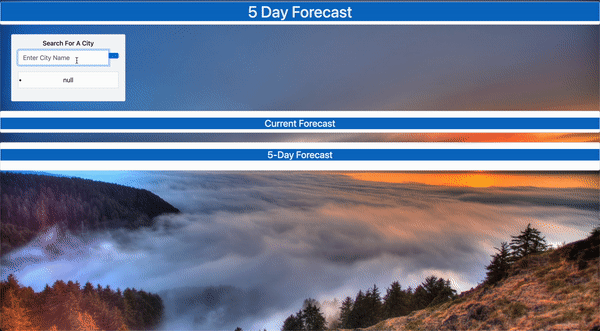 5 Day Forecast
Search For A City
Enter City Name
null
Current Forecast
5-Day Forecast